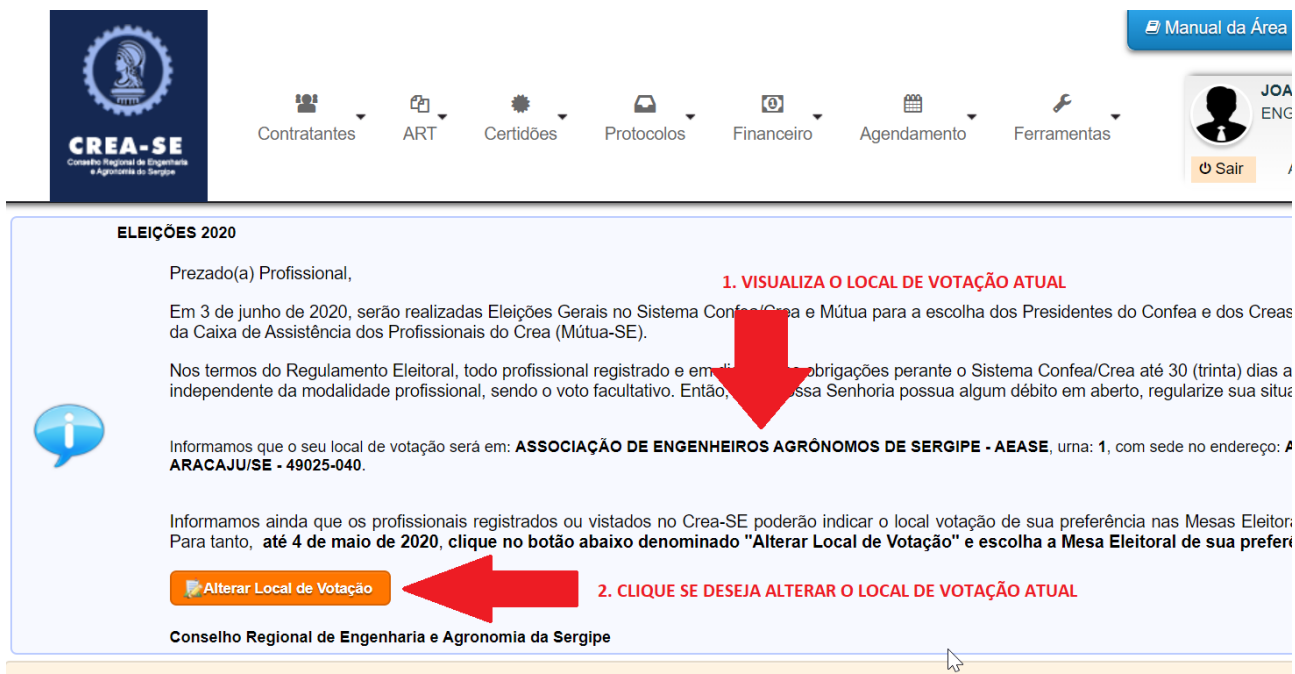 Manual da Área
CREA-SE
Conselho Regional de Engenharia
e Agronomia do Sergipe
Contratantes
ART
Certidões
Protocolos
Financeiro
Agendamento
Ferramentas
JOA
ENG
Sair
ELEIÇÕES 2020
Prezado(a) Profissional,
1. VISUALIZA O LOCAL DE VOTAÇÃO ATUAL
Em 3 de junho de 2020, serão realizadas Eleições Gerais no Sistema Confea/Crea e Mútua para a escolha dos Presidentes do Confea e dos Creas
da Caixa de Assistência dos Profissionais do Crea (Mútua-SE).
Nos termos do Regulamento Eleitoral, todo profissional registrado e em obrigações perante o Sistema Confea/Crea até 30 (trinta) dias a
independente da modalidade profissional, sendo o voto facultativo. Então, Senhoria possua algum débito em aberto, regularize sua situa
Informamos que o seu local de votação será em: ASSOCIAÇÃO DE ENGENHEIROS AGRÔNOMOS DE SERGIPE - AEASE, urna: 1, com sede no endereço: A
ARACAJU/SE - 49025-040.
Informamos ainda que os profissionais registrados ou vistados no Crea-SE poderão indicar o local votação de sua preferência nas Mesas Eleitora
Para tanto, até 4 de maio de 2020, clique no botão abaixo denominado "Alterar Local de Votação" e escolha a Mesa Eleitoral de sua preferê
Alterar Local de Votação
2. CLIQUE SE DESEJA ALTERAR O LOCAL DE VOTAÇÃO ATUAL
Conselho Regional de Engenharia e Agronomia da Sergipe